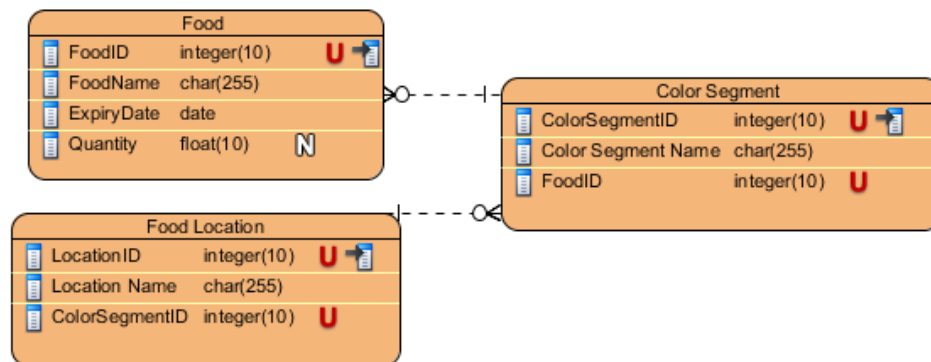 Food
FoodID integer(10) U
FoodName char(255)
ExpiryDate date
Quantity float(10) N
Color Segment
ColorSegmentID integer(10) U
Color Segment Name char(255)
FoodID integer(10) U
Food Location
LocationID integer(10) U
Location Name char(255)
ColorSegmentID integer(10) U